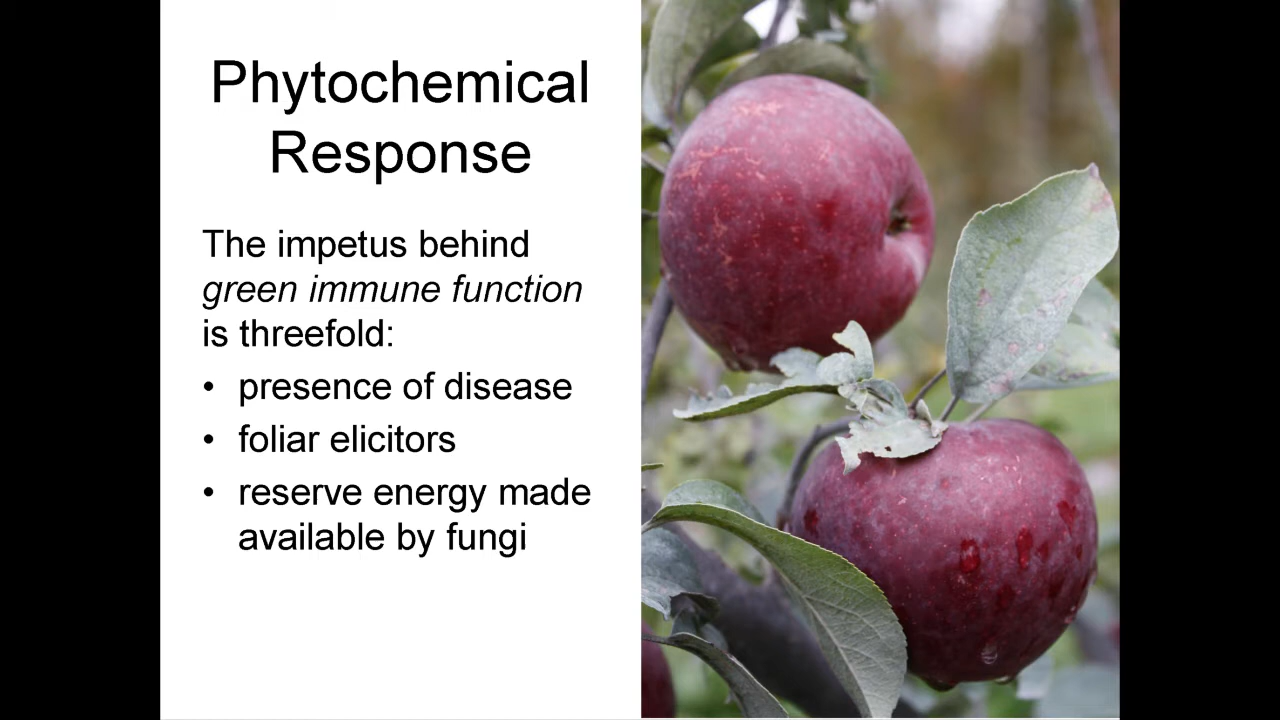 Phytochemical
Response
The impetus behind
green immune function
is threefold:
• presence of disease
• foliar elicitors
• reserve energy made
available by fungi